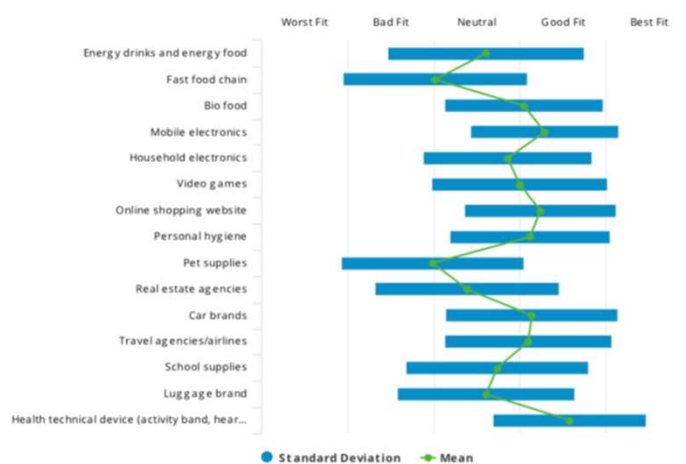 Worst Fit Bad Fit Neutral Good Fit Best Fit
Energy drinks and energy food
Fast food chain
Bio food
Mobile electronics
Household electronics
Video games
Online shopping website
Personal hygiene
Pet supplies
Real estate agencies
Car brands
Travel agencies/airlines
School supplies
Luggage brand
Health technical device (activity band, hear...
Standard Deviation Mean